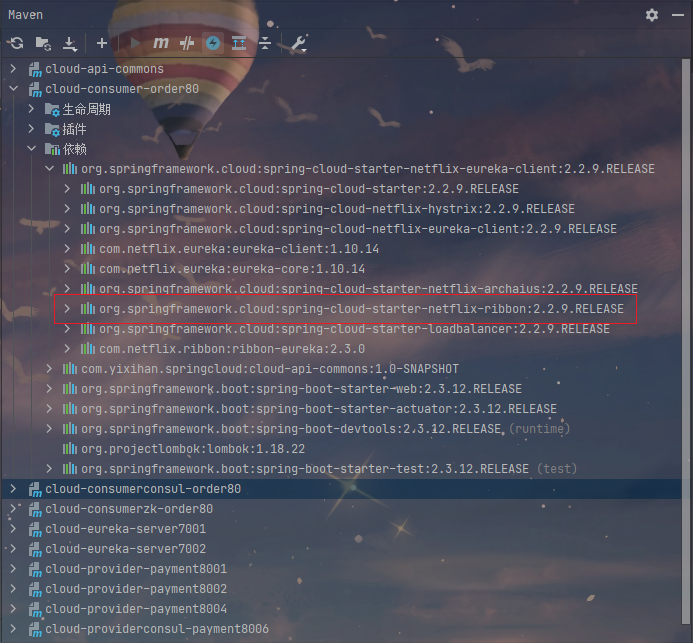 Maven
cloud-api-commons
cloud-consumer-order80
生命周期
插件
依赖
org.springframework.cloud:spring-cloud-starter-netflix-eureka-client:2.2.9.RELEASE
org.springframework.cloud:spring-cloud-starter:2.2.9.RELEASE
org.springframework.cloud:spring-cloud-netflix-hystrix:2.2.9.RELEASE
org.springframework.cloud:spring-cloud-netflix-eureka-client:2.2.9.RELEASE
com.netflix.eureka:eureka-client:1.10.14
com.netflix.eureka:eureka-core:1.10.14
org.springframework.cloud:spring-cloud-starter-netflix-archaius:2.2.9.RELEASE
org.springframework.cloud:spring-cloud-starter-netflix-ribbon:2.2.9.RELEASE
org.springframework.cloud:spring-cloud-starter-loadbalancer:2.2.9.RELEASE
com.netflix.ribbon:ribbon-eureka:2.3.0
com.yixihan.springcloud:cloud-api-commons:1.0-SNAPSHOT
org.springframework.boot:spring-boot-starter-web:2.3.12.RELEASE
org.springframework.boot:spring-boot-starter-actuator:2.3.12.RELEASE
org.springframework.boot:spring-boot-devtools:2.3.12.RELEASE (runtime)
org.projectlombok:lombok:1.18.22
org.springframework.boot:spring-boot-starter-test:2.3.12.RELEASE (test)
cloud-consumerconsul-order80
cloud-consumerzk-order80
cloud-eureka-server7001
cloud-eureka-server7002
cloud-provider-payment8001
cloud-provider-payment8002
cloud-provider-payment8004
cloud-providerconsul-payment8006